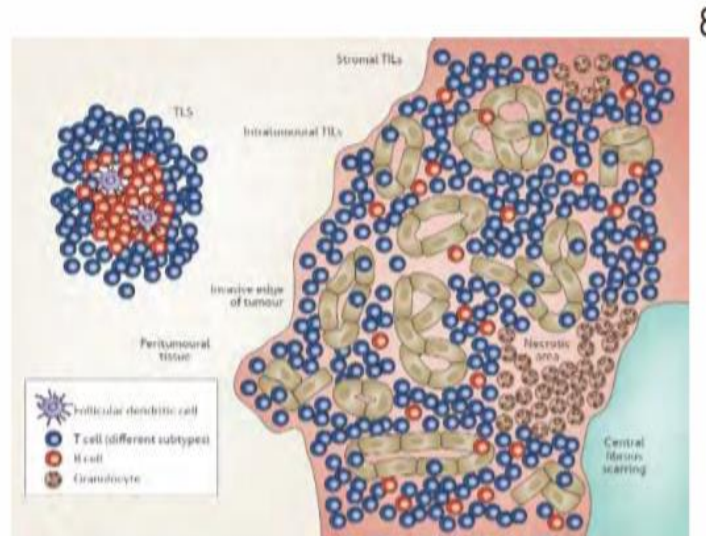 8
Stromal TILs
TLS
Intratumoural TILs
Invasive edge
of tumour
Peritumoural
tissue
Necrotic
area
Follicular dendritic cell
T cell (different subtypes)
B cell
Granulocyte
Central
fibrous
scarring